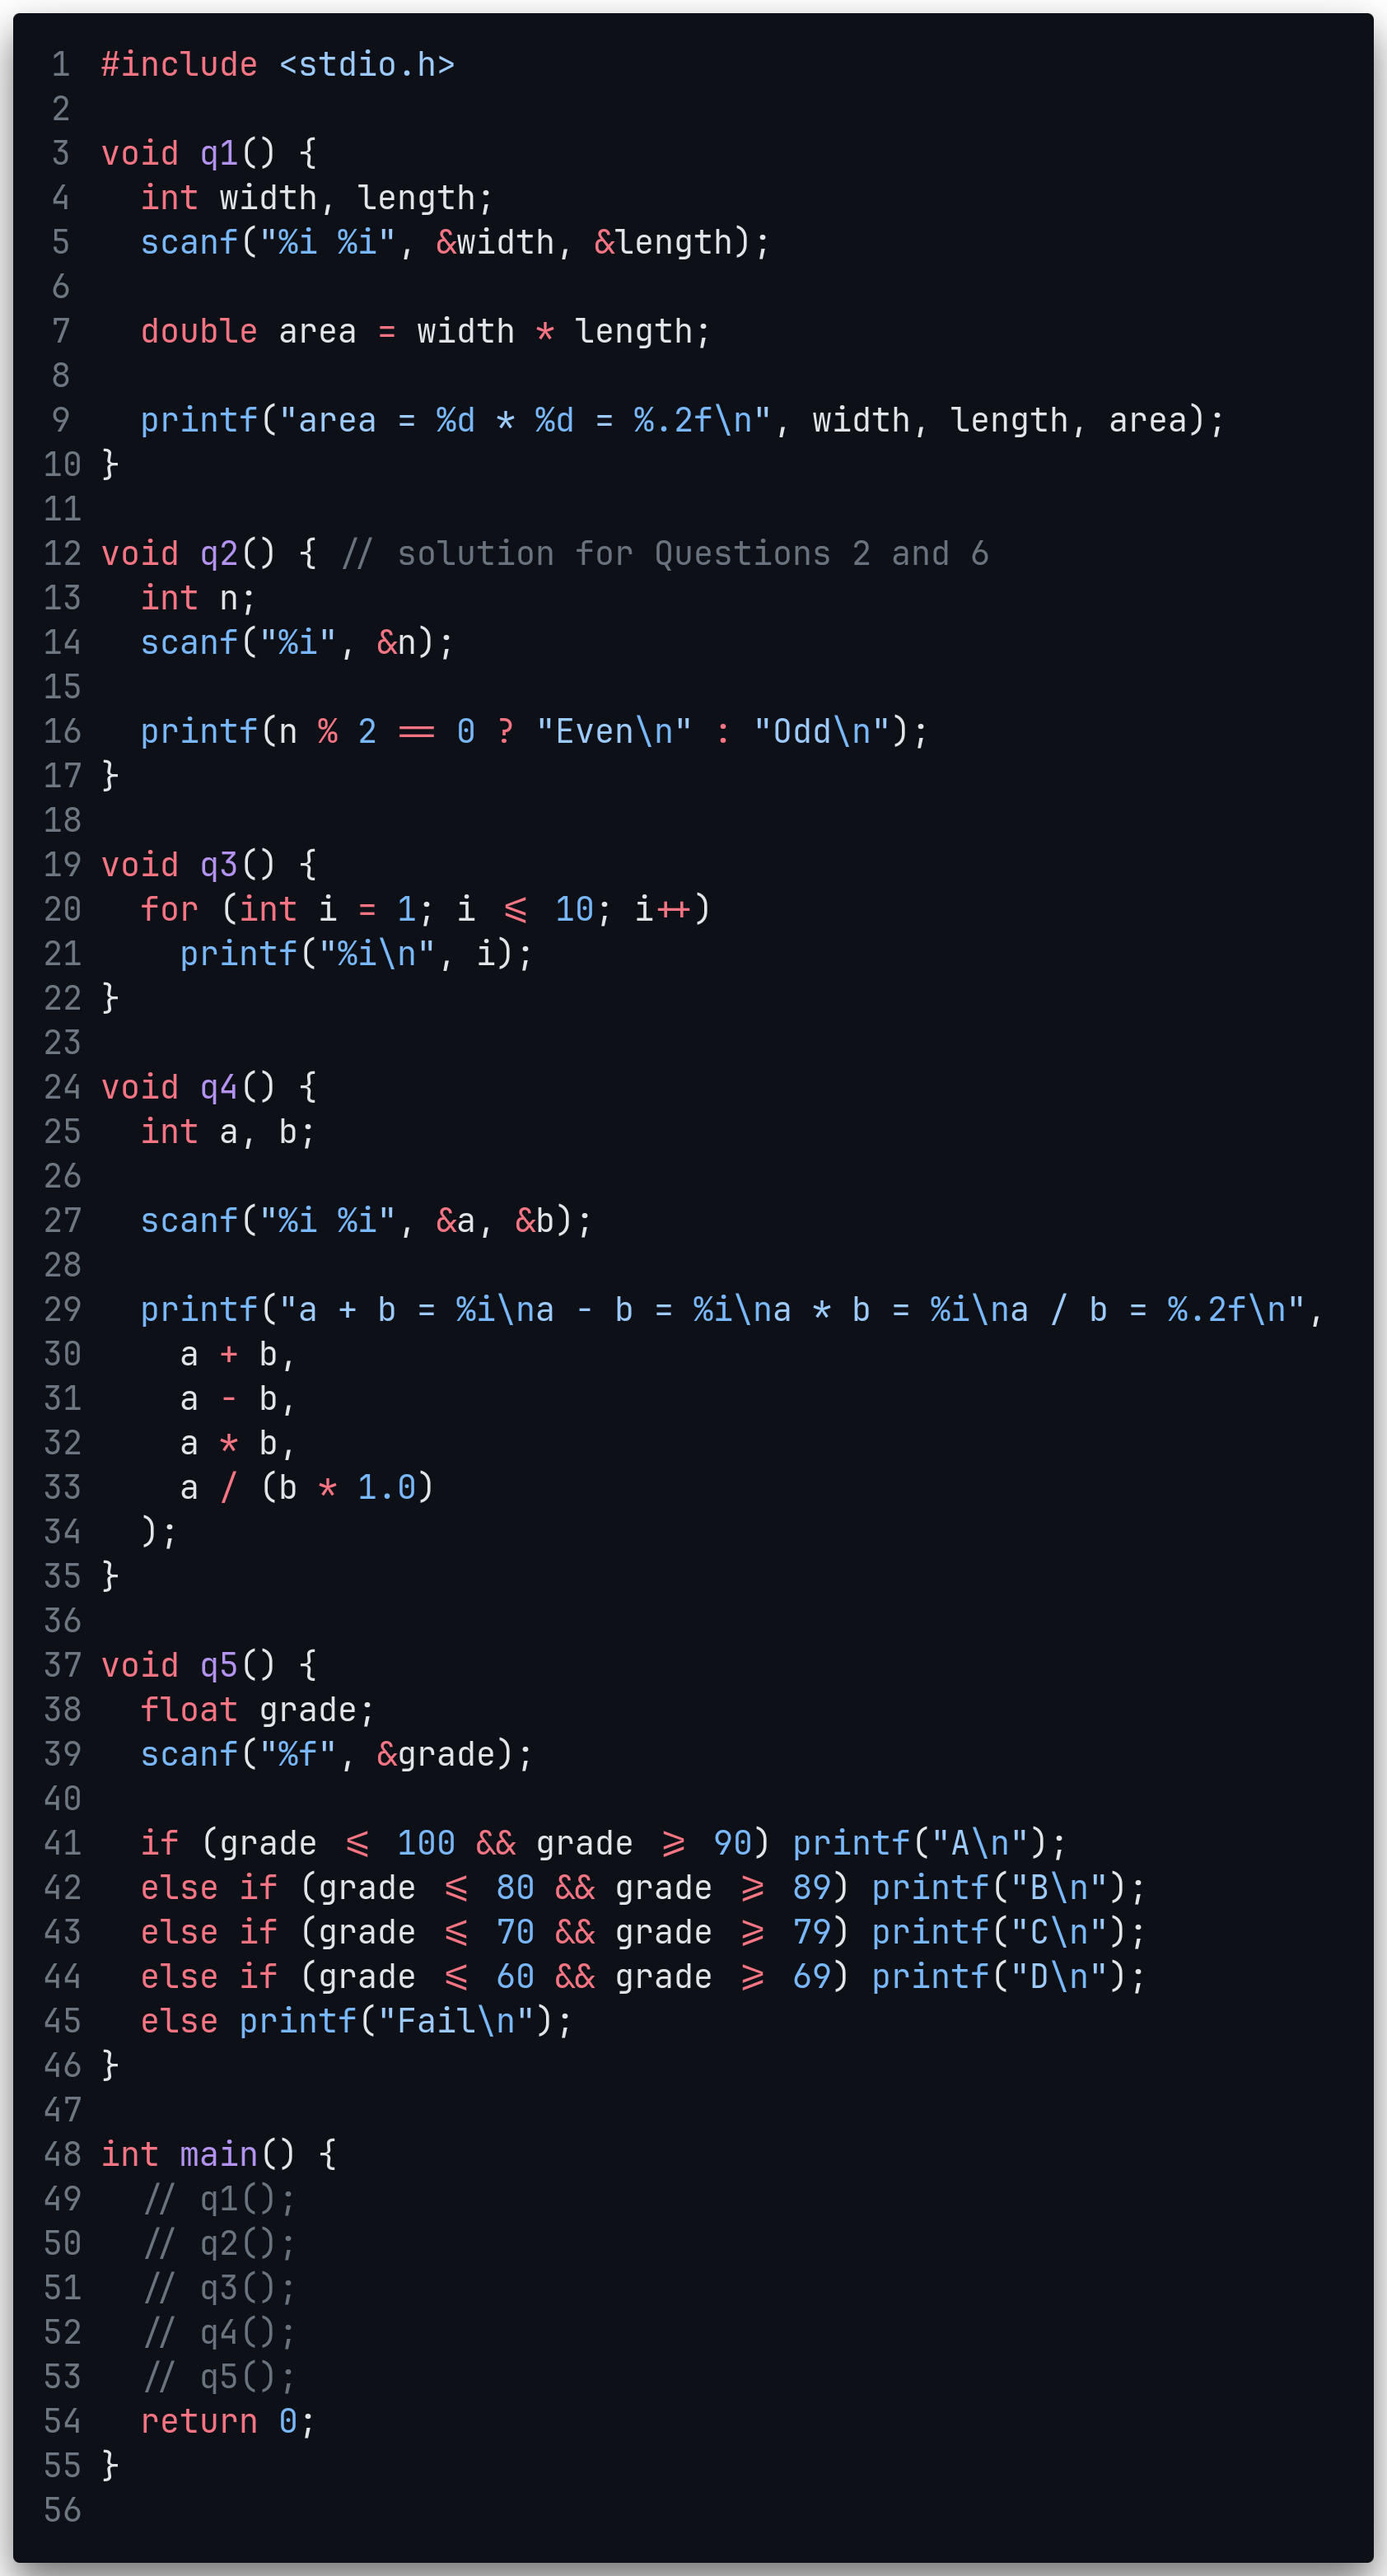 1 #include <stdio.h>
2
3 void q1() {
4   int width, length;
5   scanf("%i %i", &width, &length);
6
7   double area = width * length;
8
9   printf("area = %d * %d = %.2f\n", width, length, area);
10 }
11
12 void q2() { // solution for Questions 2 and 6
13   int n;
14   scanf("%i", &n);
15
16   printf(n % 2 == 0 ? "Even\n" : "Odd\n");
17 }
18
19 void q3() {
20   for (int i = 1; i <= 10; i++)
21     printf("%i\n", i);
22 }
23
24 void q4() {
25   int a, b;
26
27   scanf("%i %i", &a, &b);
28
29   printf("a + b = %i\na - b = %i\na * b = %i\na / b = %.2f\n",
30     a + b,
31     a - b,
32     a * b,
33     a / (b * 1.0)
34   );
35 }
36
37 void q5() {
38   float grade;
39   scanf("%f", &grade);
40
41   if (grade <= 100 && grade >= 90) printf("A\n");
42   else if (grade <= 80 && grade >= 89) printf("B\n");
43   else if (grade <= 70 && grade >= 79) printf("C\n");
44   else if (grade <= 60 && grade >= 69) printf("D\n");
45   else printf("Fail\n");
46 }
47
48 int main() {
49   // q1();
50   // q2();
51   // q3();
52   // q4();
53   // q5();
54   return 0;
55 }
56